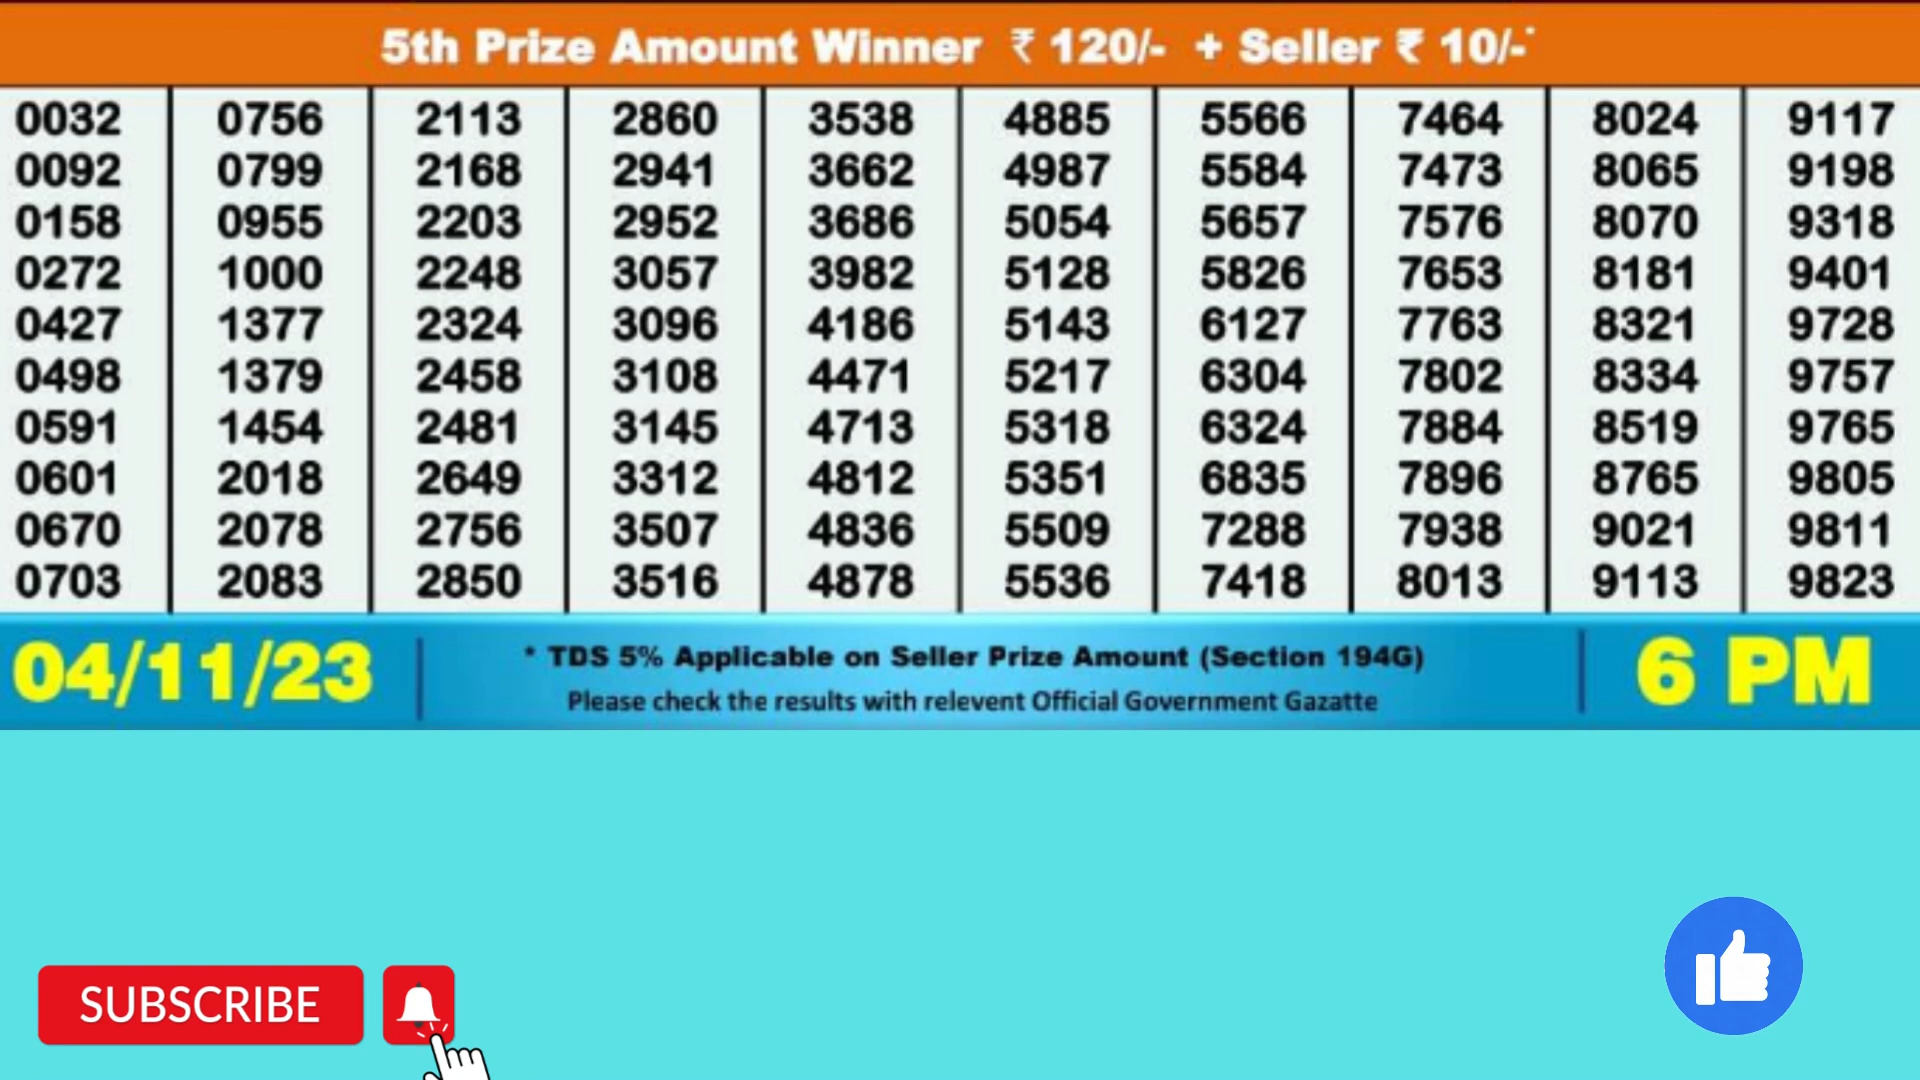 5th Prize Amount Winner ₹ 120/- + Seller ₹ 10/-*
0032 0756 2113 2860 3538 4885 5566 7464 8024 9117
0092 0799 2168 2941 3662 4987 5584 7473 8065 9198
0158 0955 2203 2952 3686 5054 5657 7576 8070 9318
0272 1000 2248 3057 3982 5128 5826 7653 8181 9401
0427 1377 2324 3096 4186 5143 6127 7763 8321 9728
0498 1379 2458 3108 4471 5217 6304 7802 8334 9757
0591 1454 2481 3145 4713 5318 6324 7884 8519 9765
0601 2018 2649 3312 4812 5351 6835 7896 8765 9805
0670 2078 2756 3507 4836 5509 7288 7938 9021 9811
0703 2083 2850 3516 4878 5536 7418 8013 9113 9823
04/11/23
* TDS 5% Applicable on Seller Prize Amount (Section 194G)
Please check the results with relevent Official Government Gazatte
6 PM
SUBSCRIBE